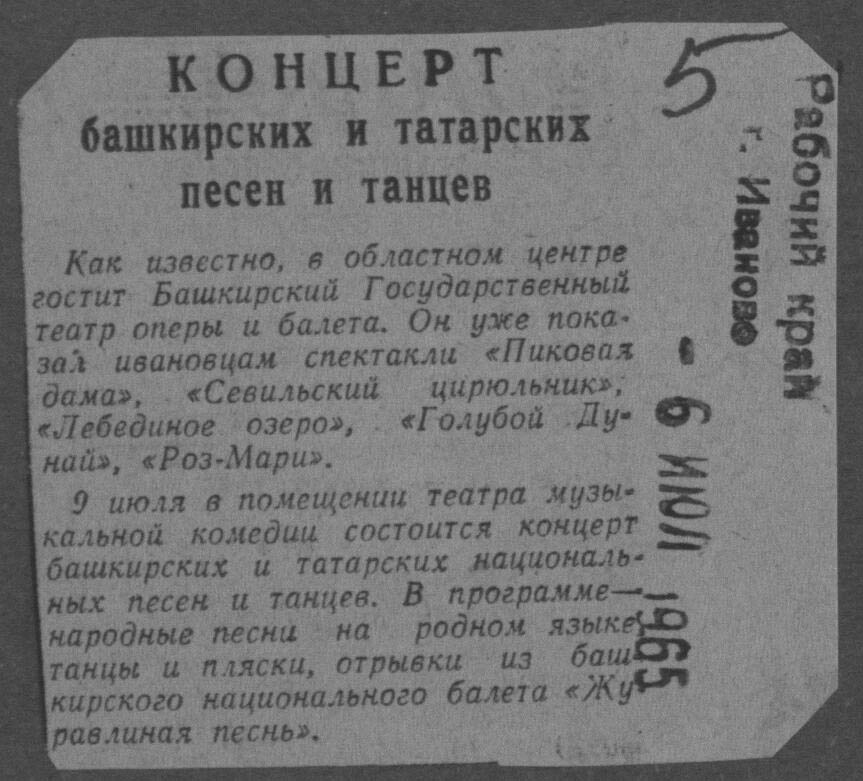 КОНЦЕРТ
башкирских и татарских
песен и танцев
Как известно, в областном центре
гостит Башкирский Государственный
театр оперы и балета. Он уже пока-
зал ивановцам спектакли «Пиковая
дама», «Севильский цирюльник»,
«Лебединое озеро», «Голубой Ду-
най», «Роз-Мари».
9 июля в помещении театра музы-
кальной комедии состоится концерт
башкирских и татарских националь-
ных песен и танцев. В программе—
народные песни на родном языке,
танцы и пляски, отрывки из баш-
кирского национального балета «Жу-
равлиная песнь».
5
Рабочий край
г. Иваново
- 6 ИЮЛ 1965